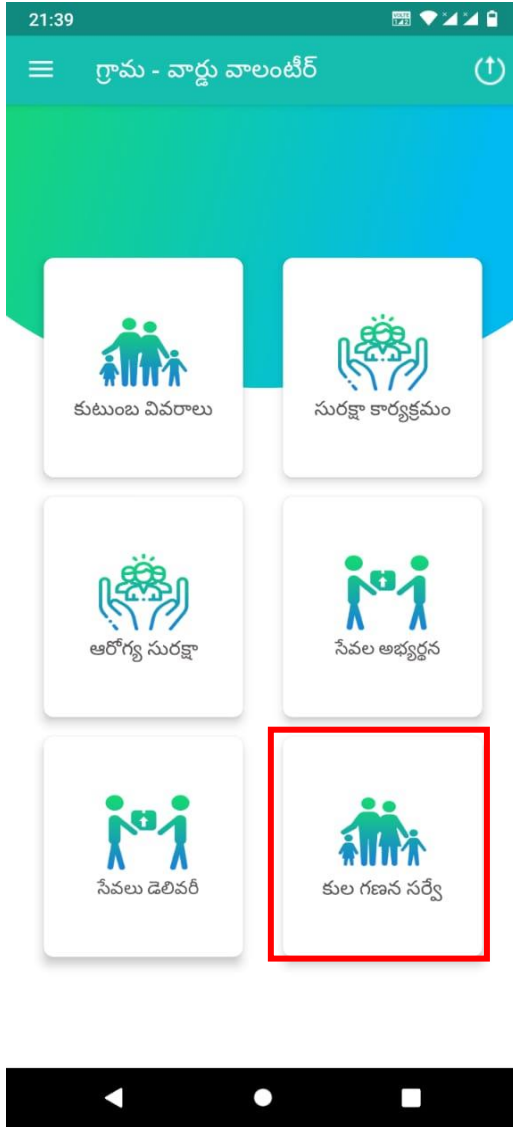 21:39
గ్రామ - వార్డు వాలంటీర్
కుటుంబ వివరాలు
సురక్షా కార్యక్రమం
ఆరోగ్య సురక్షా
సేవల అభ్యర్థన
సేవలు డెలివరీ
కుల గణన సర్వే